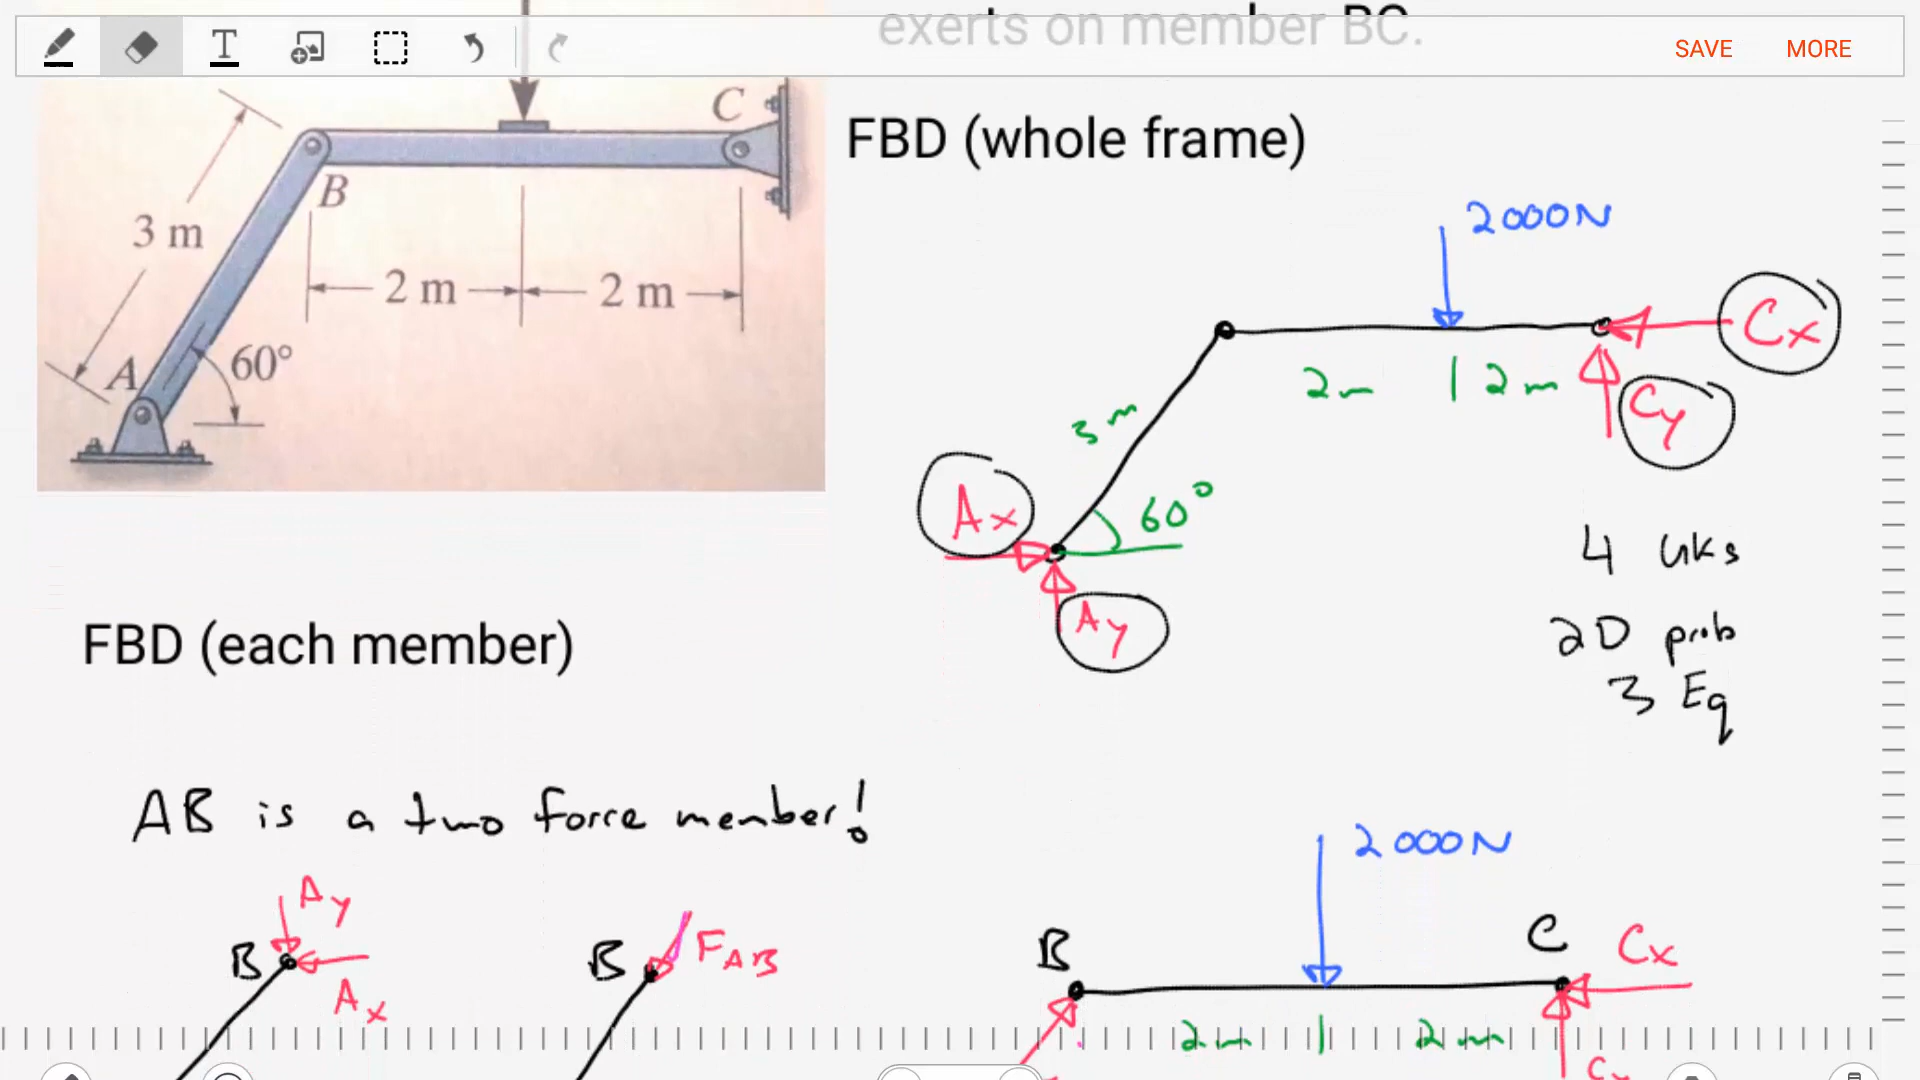 exerts on member BC.
T
SAVE
MORE
C
FBD (whole frame)
B
3 m
2 m
2 m
A
60°
2000N
Cx
2m
2m
Cy
3m
Ax
60°
Ay
4 uks
2D prob
3 Eq
FBD (each member)
AB is a two force member!
2000N
Ay
B
Ax
B
FAB
B
C
Cx
2m
2m